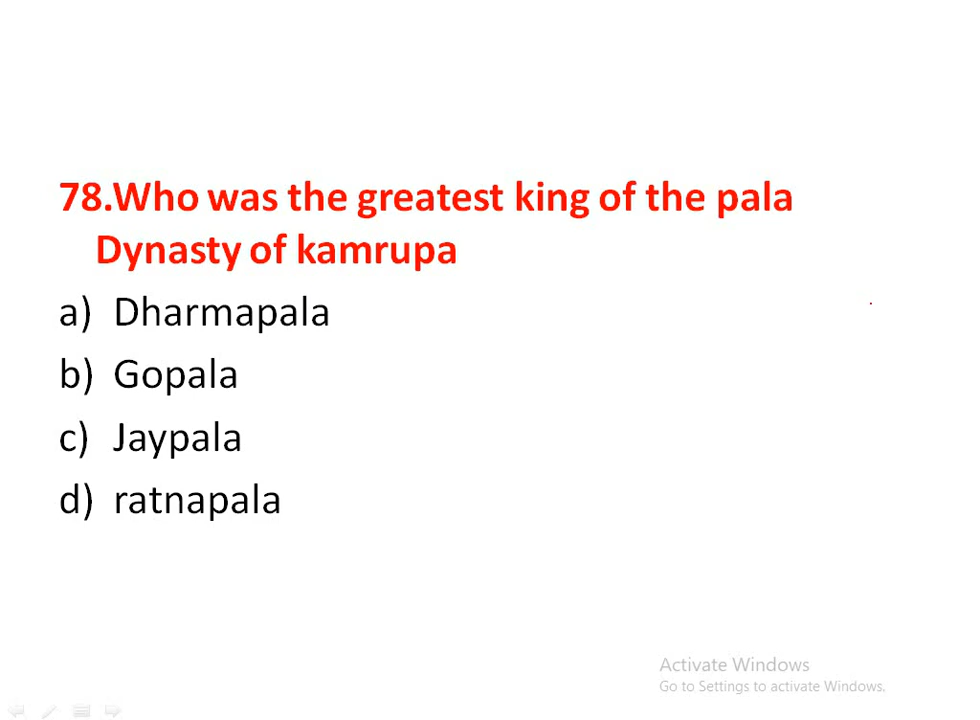 78.Who was the greatest king of the pala
Dynasty of kamrupa
a) Dharmapala
b) Gopala
c) Jaypala
d) ratnapala
Activate Windows
Go to Settings to activate Windows.